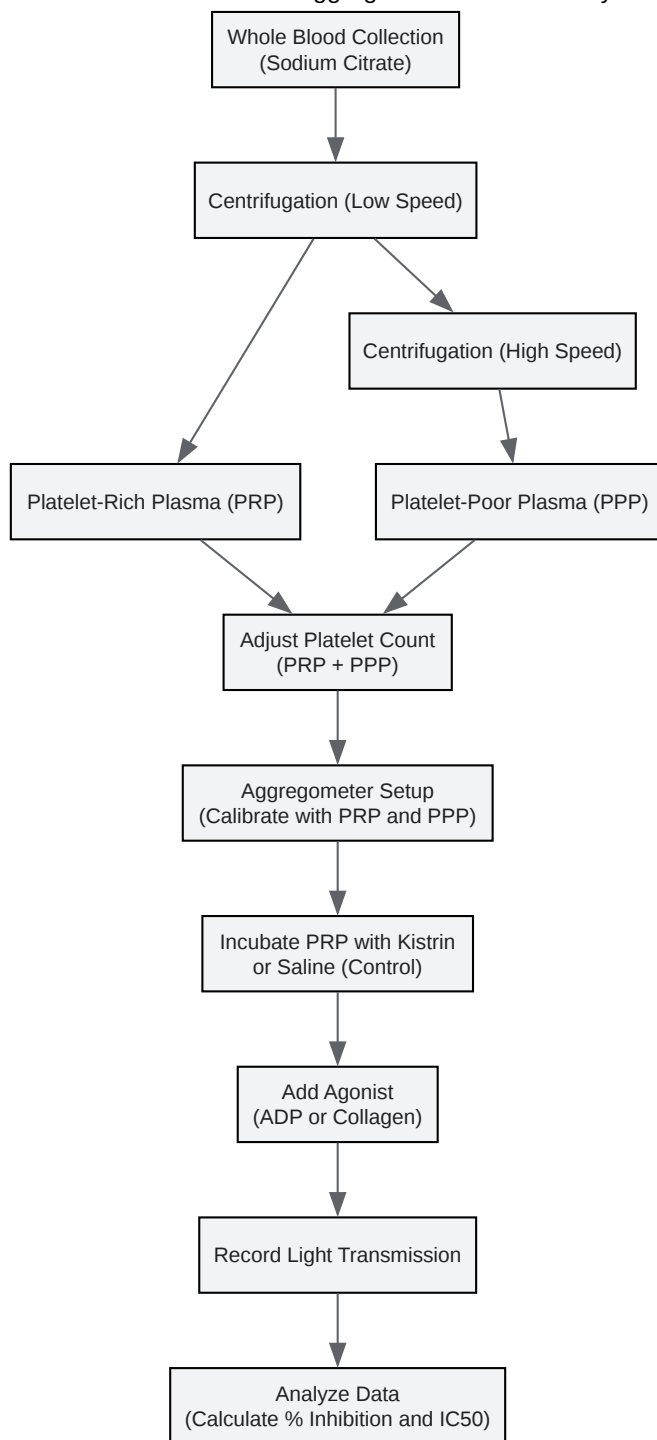 Whole Blood Collection
(Sodium Citrate)
Centrifugation (Low Speed)
Centrifugation (High Speed)
Platelet-Rich Plasma (PRP)
Platelet-Poor Plasma (PPP)
Adjust Platelet Count
(PRP + PPP)
Aggregometer Setup
(Calibrate with PRP and PPP)
Incubate PRP with Kistrin
or Saline (Control)
Add Agonist
(ADP or Collagen)
Record Light Transmission
Analyze Data
(Calculate % Inhibition and IC50)